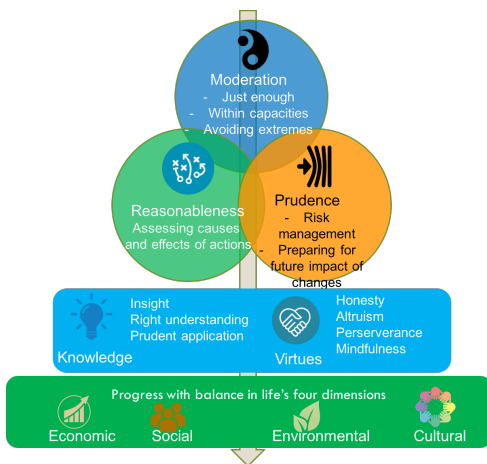 Moderation
- Just enough
- Within capacities
- Avoiding extremes
Reasonableness
Assessing causes
and effects of actions
Prudence
- Risk
management
- Preparing for
future impact of
changes
Insight
Right understanding
Prudent application
Knowledge
Honesty
Altruism
Perserverance
Mindfulness
Virtues
Progress with balance in life's four dimensions
Economic
Social
Environmental
Cultural